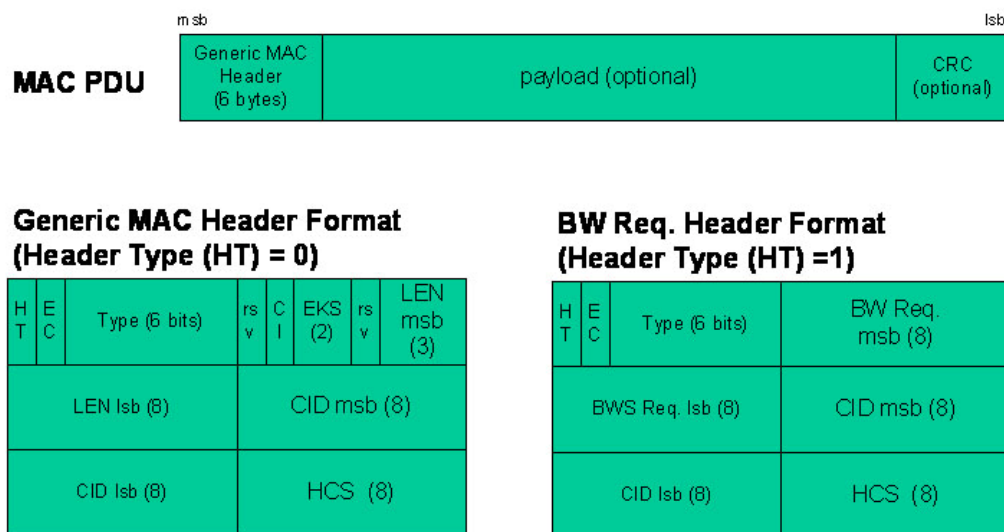 msb lsb
MAC PDU
Generic MAC
Header
(6 bytes)
payload (optional)
CRC
(optional)
Generic MAC Header Format
(Header Type (HT) = 0)
H
T
E
C
Type (6 bits)
rs
v
C
I
EKS
(2)
rs
v
LEN
msb
(3)
LEN lsb (8)
CID msb (8)
CID lsb (8)
HCS (8)
BW Req. Header Format
(Header Type (HT) =1)
H
T
E
C
Type (6 bits)
BW Req.
msb (8)
BWS Req. lsb (8)
CID msb (8)
CID lsb (8)
HCS (8)